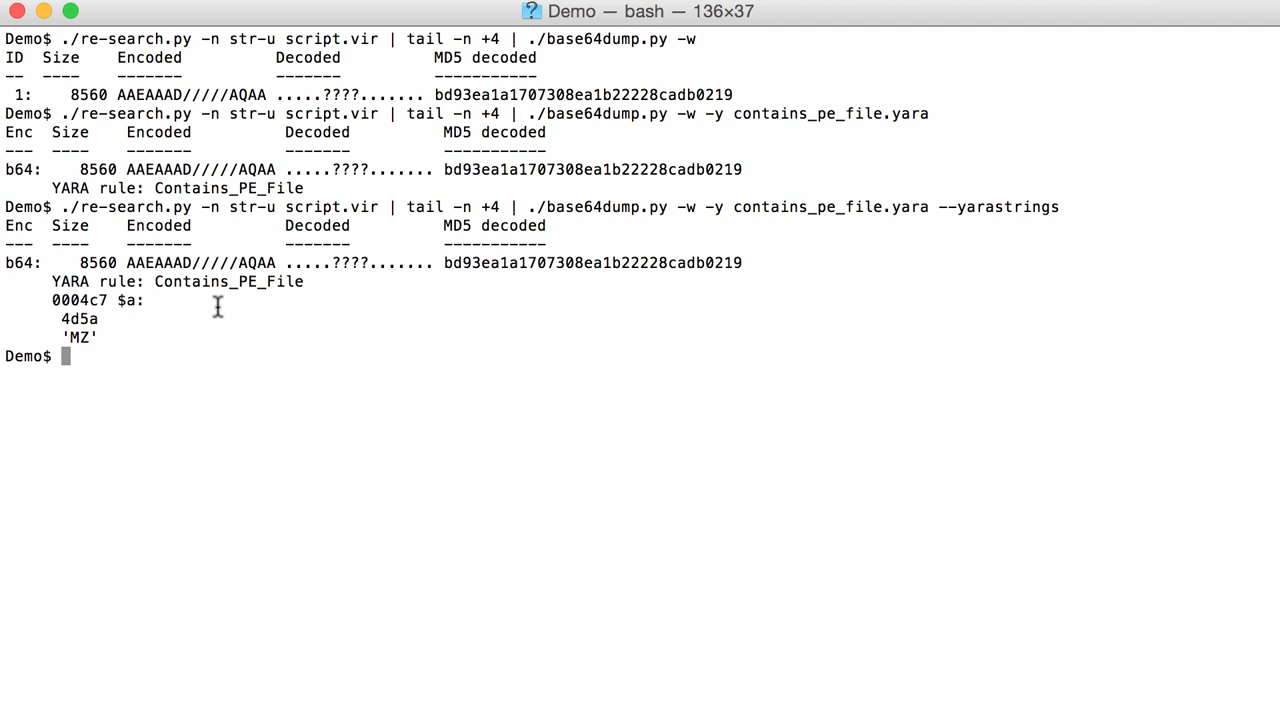 Demo — bash — 136×37
Demo$ ./re-search.py -n str-u script.vir | tail -n +4 | ./base64dump.py -w
ID  Size    Encoded          Decoded          MD5 decoded
--  ----    -------          -------          -----------
 1:    8560 AAEAAAD/////AQAA .....????....... bd93ea1a1707308ea1b22228cadb0219
Demo$ ./re-search.py -n str-u script.vir | tail -n +4 | ./base64dump.py -w -y contains_pe_file.yara
Enc  Size    Encoded          Decoded          MD5 decoded
---  ----    -------          -------          -----------
b64:    8560 AAEAAAD/////AQAA .....????....... bd93ea1a1707308ea1b22228cadb0219
     YARA rule: Contains_PE_File
Demo$ ./re-search.py -n str-u script.vir | tail -n +4 | ./base64dump.py -w -y contains_pe_file.yara --yarastrings
Enc  Size    Encoded          Decoded          MD5 decoded
---  ----    -------          -------          -----------
b64:    8560 AAEAAAD/////AQAA .....????....... bd93ea1a1707308ea1b22228cadb0219
     YARA rule: Contains_PE_File
     0004c7 $a:
      4d5a
      'MZ'
Demo$